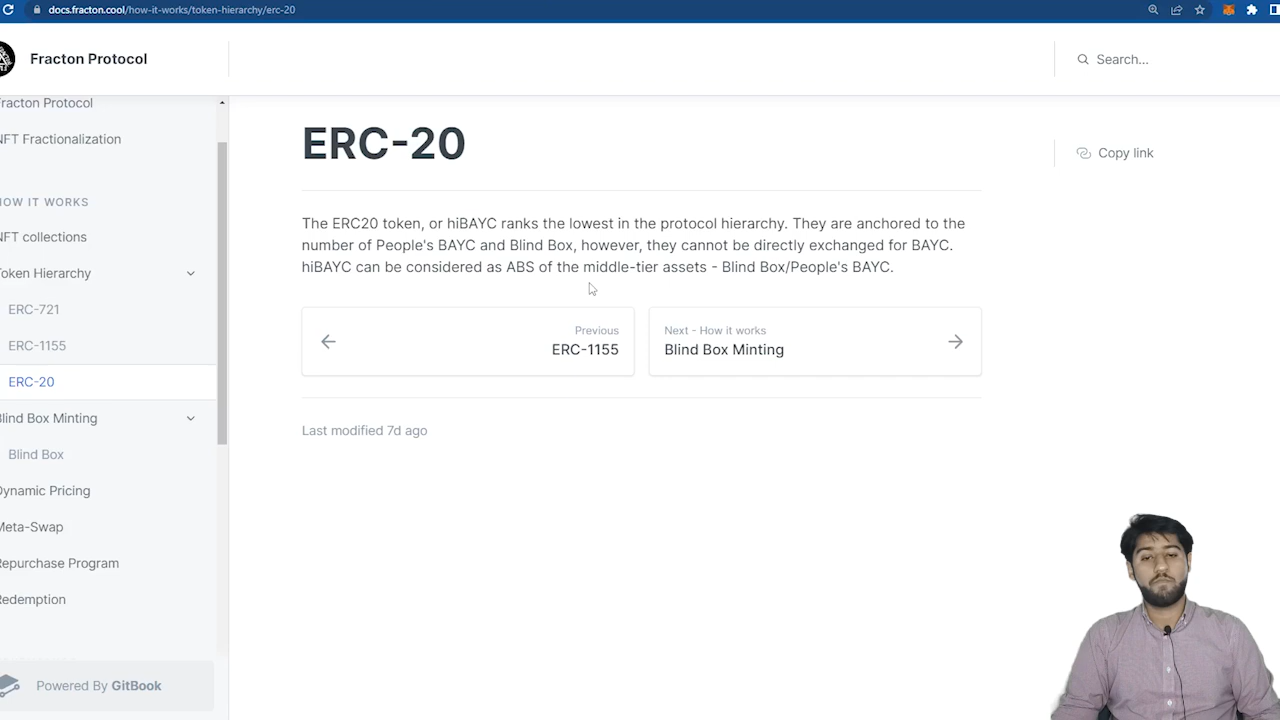 docs.fracton.cool/how-it-works/token-hierarchy/erc-20
Fracton Protocol
Search...
Fracton Protocol
NFT Fractionalization
HOW IT WORKS
NFT collections
Token Hierarchy
ERC-721
ERC-1155
ERC-20
Blind Box Minting
Blind Box
Dynamic Pricing
Meta-Swap
Repurchase Program
Redemption
Powered By GitBook
ERC-20
The ERC20 token, or hiBAYC ranks the lowest in the protocol hierarchy. They are anchored to the
number of People's BAYC and Blind Box, however, they cannot be directly exchanged for BAYC.
hiBAYC can be considered as ABS of the middle-tier assets - Blind Box/People's BAYC.
Previous
ERC-1155
Next - How it works
Blind Box Minting
Last modified 7d ago
Copy link